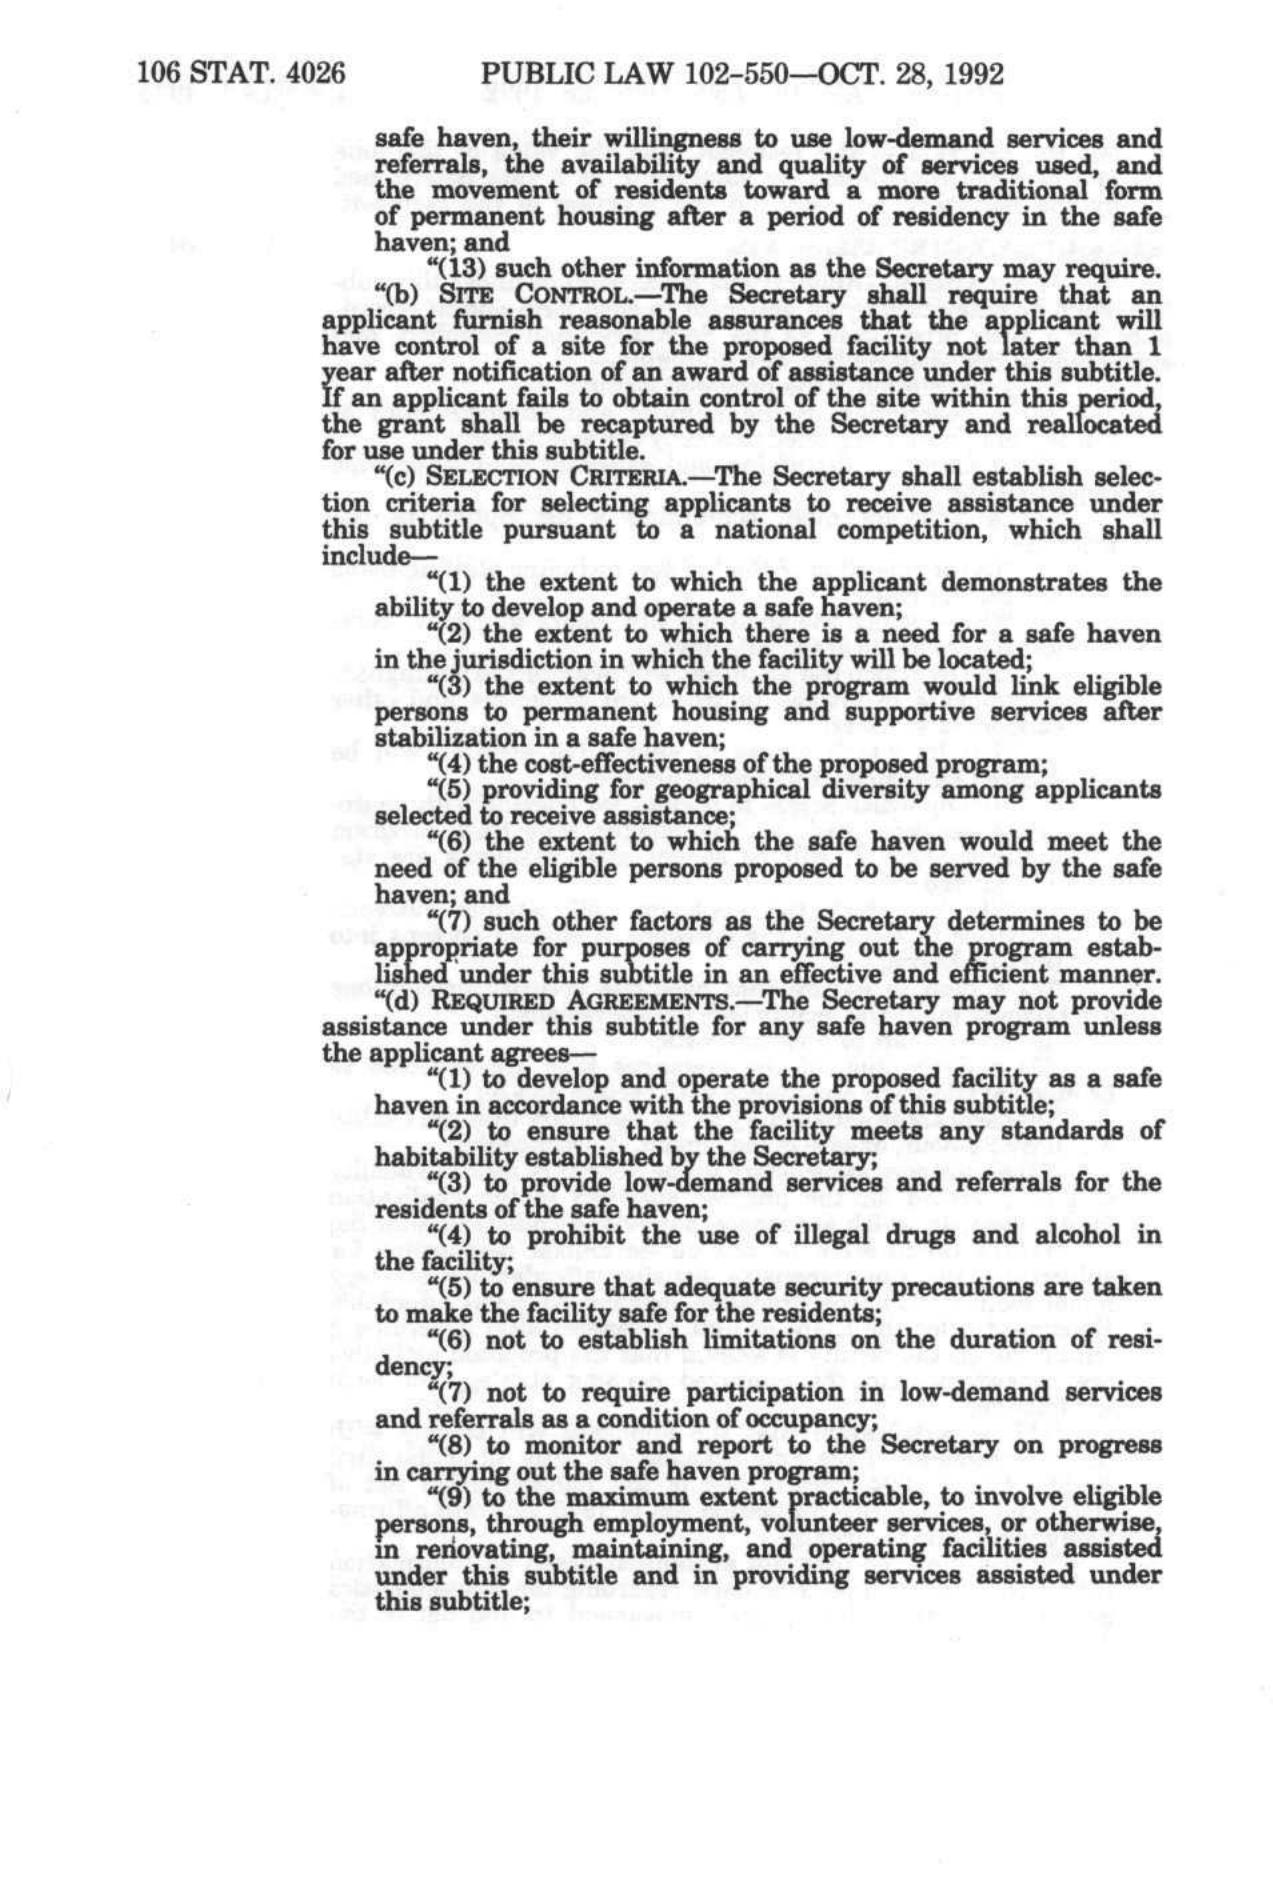 106 STAT. 4026 PUBLIC LAW 102-550—OCT. 28, 1992
safe haven, their willingness to use low-demand services and
referrals, the availability and quality of services used, and
the movement of residents toward a more traditional form
of permanent housing after a period of residency in the safe
haven; and
“(13) such other information as the Secretary may require.
“(b) SITE CONTROL.—The Secretary shall require that an
applicant furnish reasonable assurances that the applicant will
have control of a site for the proposed facility not later than 1
year after notification of an award of assistance under this subtitle.
If an applicant fails to obtain control of the site within this period,
the grant shall be recaptured by the Secretary and reallocated
for use under this subtitle.
“(c) SELECTION CRITERIA.—The Secretary shall establish selec-
tion criteria for selecting applicants to receive assistance under
this subtitle pursuant to a national competition, which shall
include—
“(1) the extent to which the applicant demonstrates the
ability to develop and operate a safe haven;
“(2) the extent to which there is a need for a safe haven
in the jurisdiction in which the facility will be located;
“(3) the extent to which the program would link eligible
persons to permanent housing and supportive services after
stabilization in a safe haven;
“(4) the cost-effectiveness of the proposed program;
“(5) providing for geographical diversity among applicants
selected to receive assistance;
“(6) the extent to which the safe haven would meet the
need of the eligible persons proposed to be served by the safe
haven; and
“(7) such other factors as the Secretary determines to be
appropriate for purposes of carrying out the program estab-
lished under this subtitle in an effective and efficient manner.
“(d) REQUIRED AGREEMENTS.—The Secretary may not provide
assistance under this subtitle for any safe haven program unless
the applicant agrees—
“(1) to develop and operate the proposed facility as a safe
haven in accordance with the provisions of this subtitle;
“(2) to ensure that the facility meets any standards of
habitability established by the Secretary;
“(3) to provide low-demand services and referrals for the
residents of the safe haven;
“(4) to prohibit the use of illegal drugs and alcohol in
the facility;
“(5) to ensure that adequate security precautions are taken
to make the facility safe for the residents;
“(6) not to establish limitations on the duration of resi-
dency;
“(7) not to require participation in low-demand services
and referrals as a condition of occupancy;
“(8) to monitor and report to the Secretary on progress
in carrying out the safe haven program;
“(9) to the maximum extent practicable, to involve eligible
persons, through employment, volunteer services, or otherwise,
in renovating, maintaining, and operating facilities assisted
under this subtitle and in providing services assisted under
this subtitle;